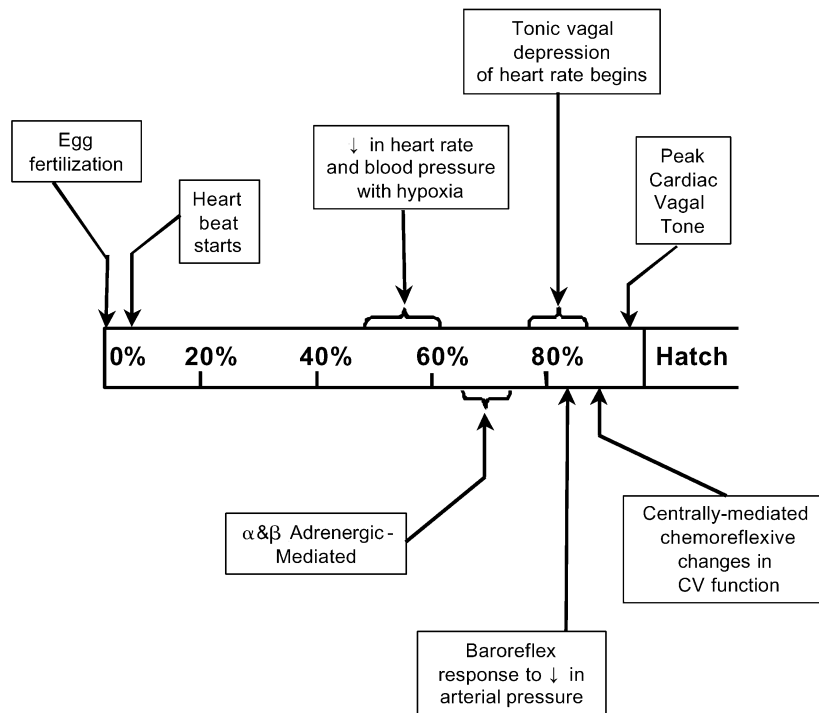 Tonic vagal
depression
of heart rate begins
Egg
fertilization
↓ in heart rate
and blood pressure
with hypoxia
Peak
Cardiac
Vagal
Tone
Heart
beat
starts
0% 20% 40% 60% 80% Hatch
α&β Adrenergic-
Mediated
Centrally-mediated
chemoreflexive
changes in
CV function
Baroreflex
response to ↓ in
arterial pressure